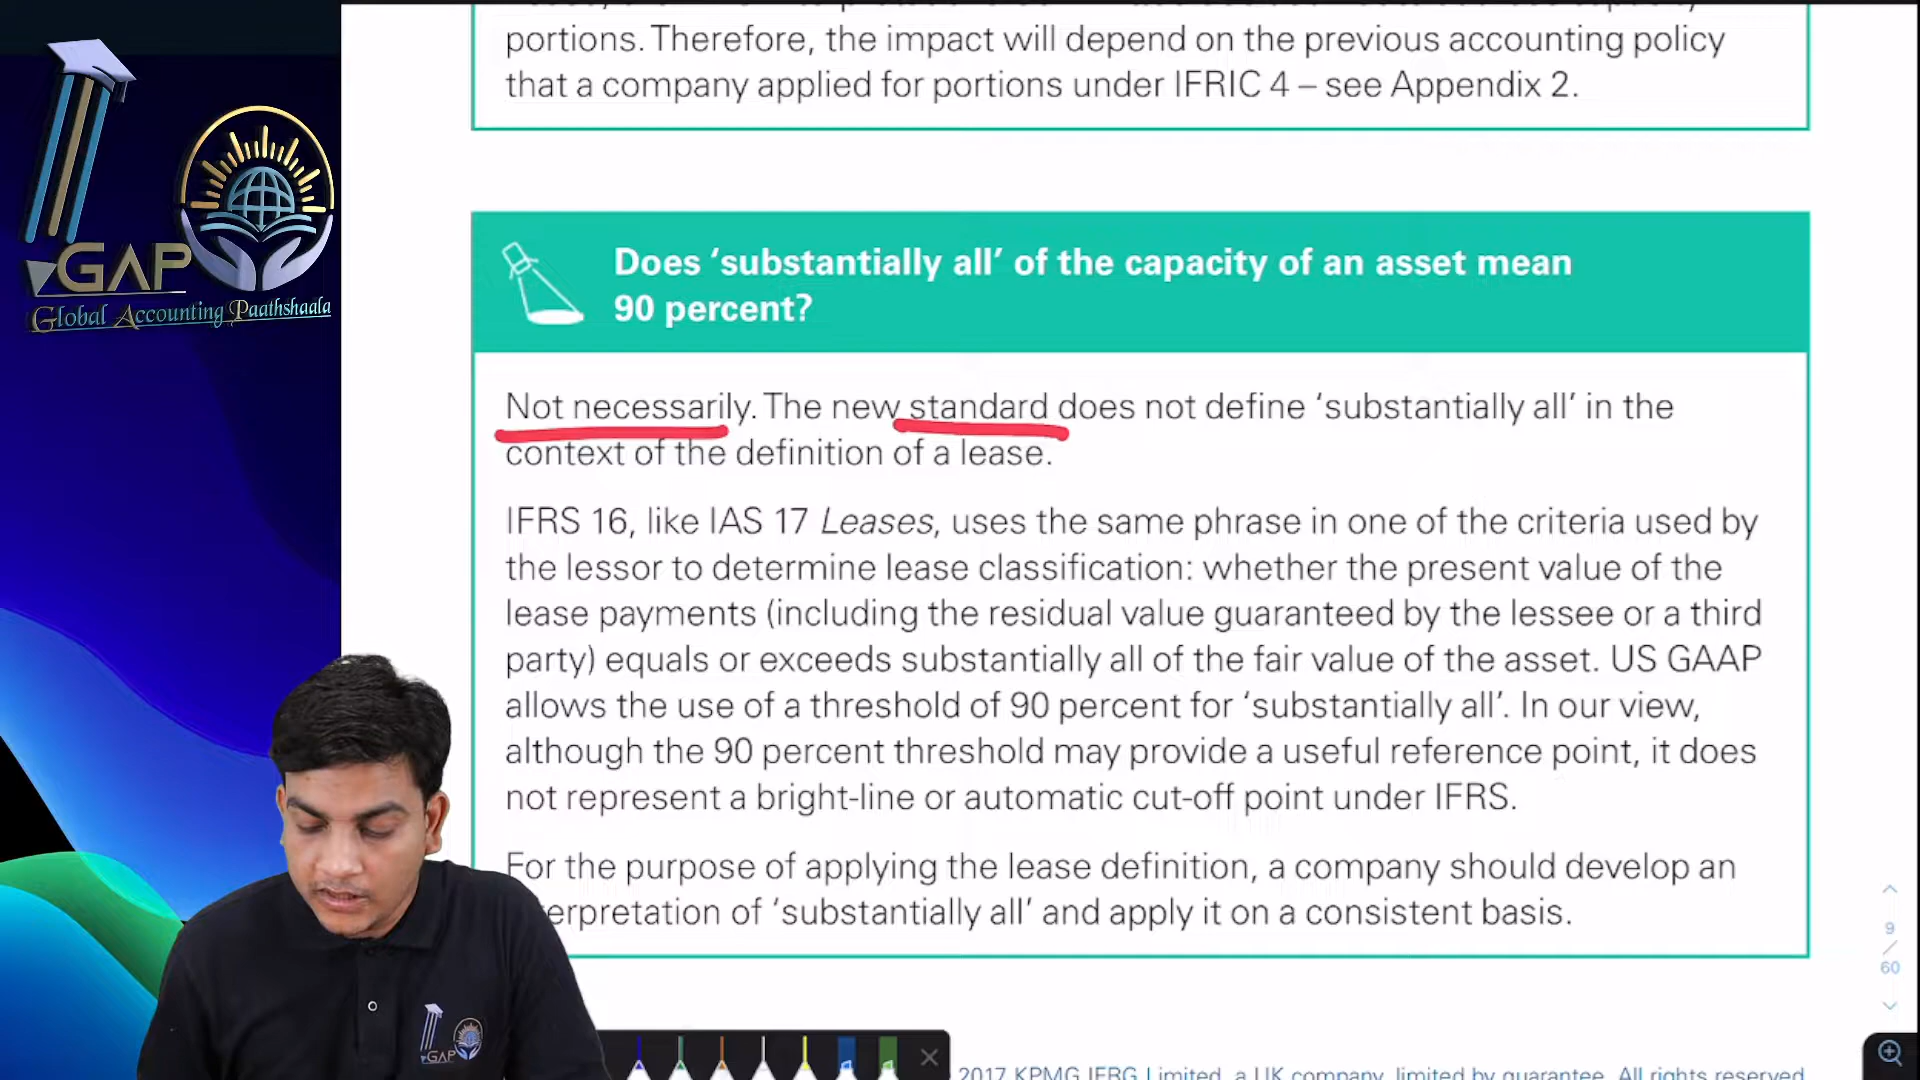 portions. Therefore, the impact will depend on the previous accounting policy
that a company applied for portions under IFRIC 4 – see Appendix 2.
GAP
Global Accounting Paathshaala
Does ‘substantially all’ of the capacity of an asset mean
90 percent?
Not necessarily. The new standard does not define ‘substantially all’ in the
context of the definition of a lease.
IFRS 16, like IAS 17 Leases, uses the same phrase in one of the criteria used by
the lessor to determine lease classification: whether the present value of the
lease payments (including the residual value guaranteed by the lessee or a third
party) equals or exceeds substantially all of the fair value of the asset. US GAAP
allows the use of a threshold of 90 percent for ‘substantially all’. In our view,
although the 90 percent threshold may provide a useful reference point, it does
not represent a bright-line or automatic cut-off point under IFRS.
For the purpose of applying the lease definition, a company should develop an
erpretation of ‘substantially all’ and apply it on a consistent basis.
9
/
60
GAP
2017 KPMG IFRG Limited, a UK company, limited by guarantee. All rights reserved